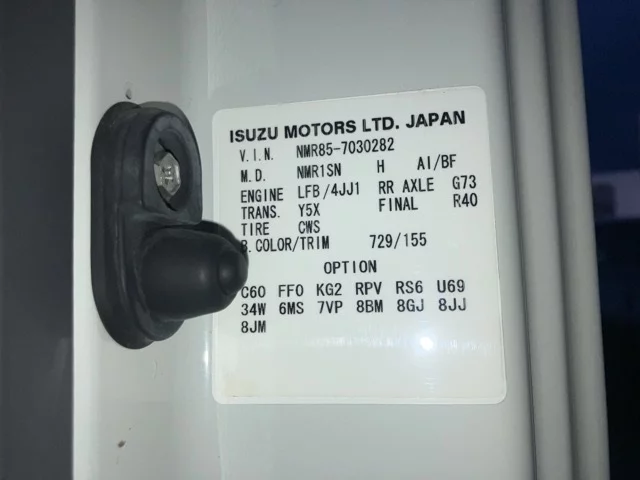 ISUZU MOTORS LTD. JAPAN
V.I.N. NMR85-7030282
M.D. NMR1SN H AI/BF
ENGINE LFB/4JJ1 RR AXLE G73
TRANS. Y5X FINAL R40
TIRE CWS
B.COLOR/TRIM 729/155
OPTION
C60 FF0 KG2 RPV RS6 U69
34W 6MS 7VP 8BM 8GJ 8JJ
8JM